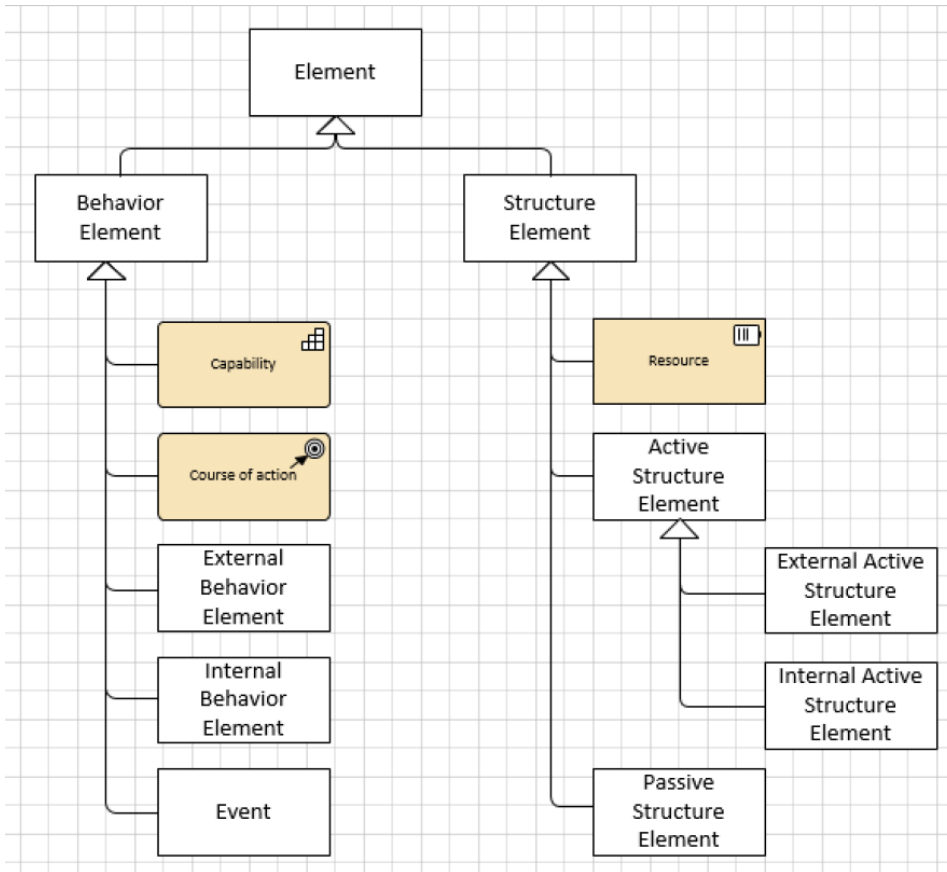 Element
Behavior
Element
Structure
Element
Capability
Resource
Course of action
Active
Structure
Element
External
Behavior
Element
External Active
Structure
Element
Internal
Behavior
Element
Internal Active
Structure
Element
Event
Passive
Structure
Element